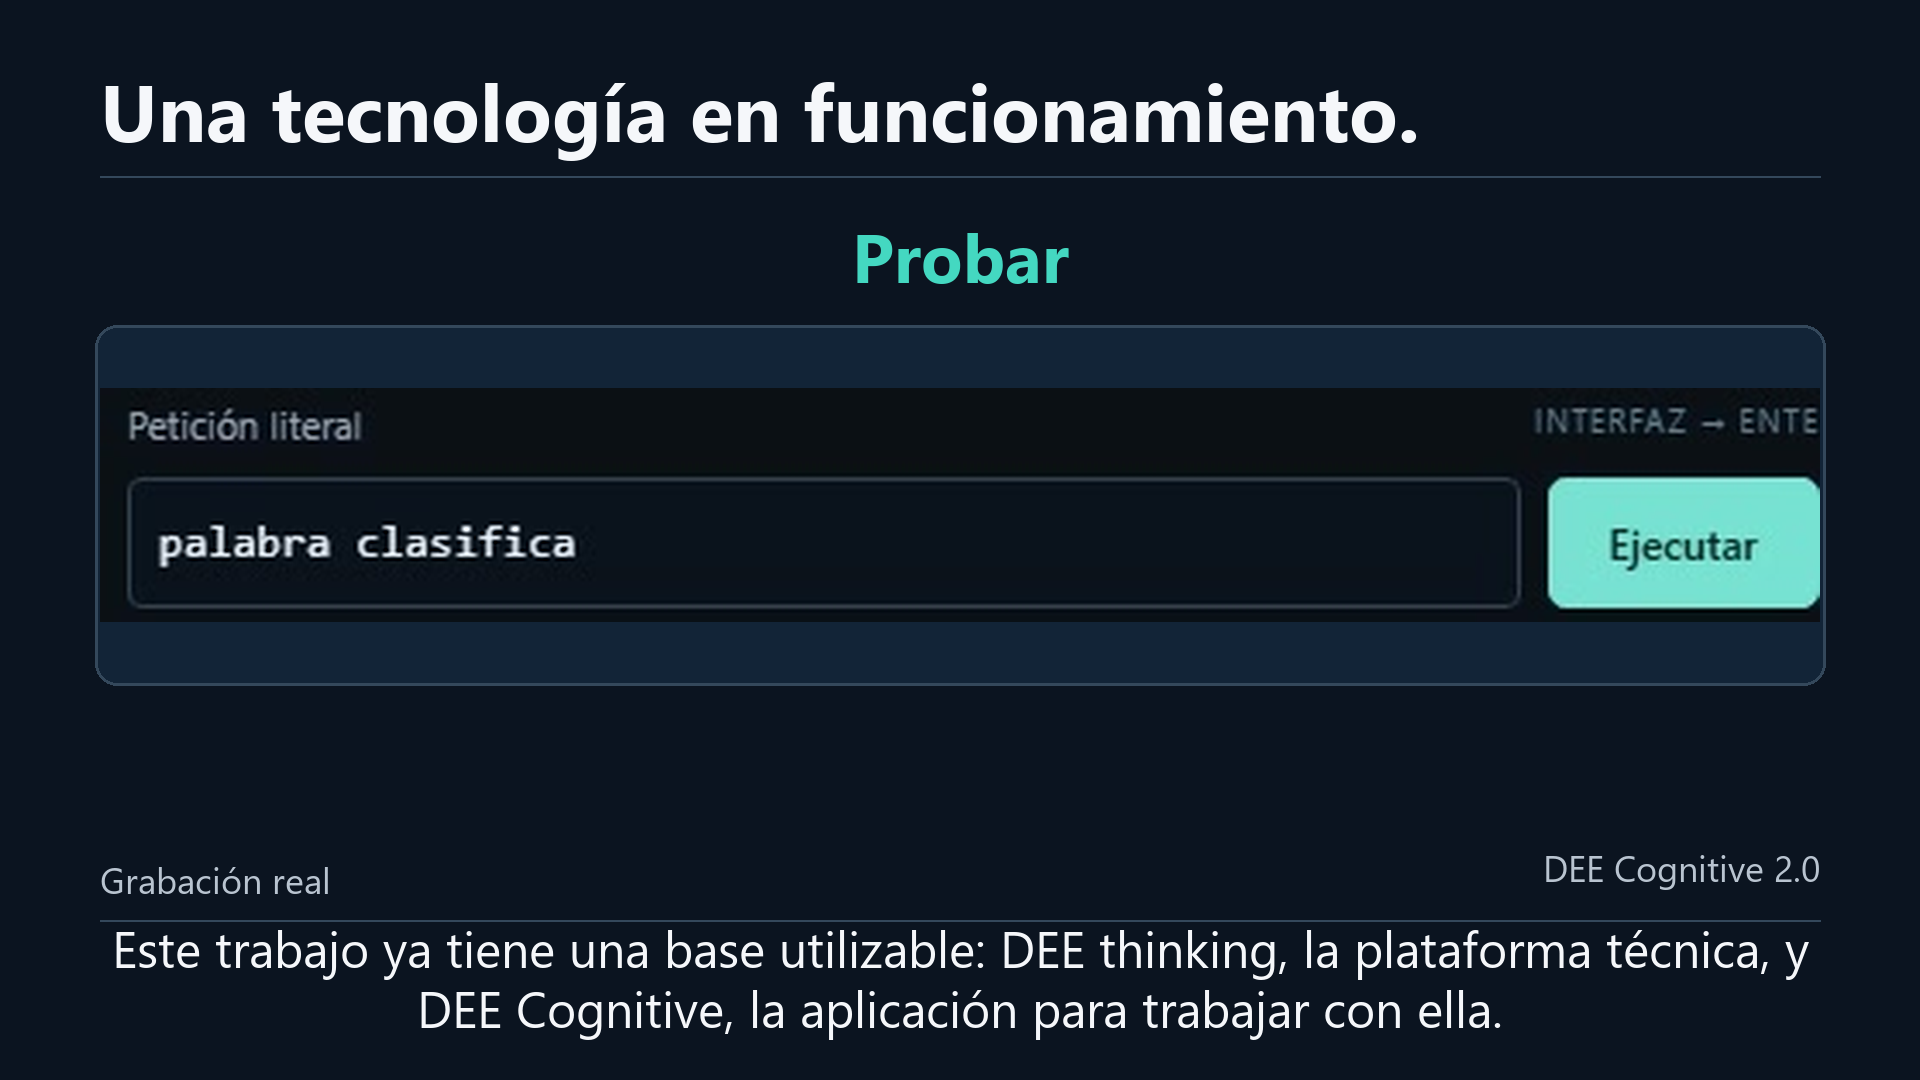 Una tecnología en funcionamiento.
Probar
Petición literal
INTERFAZ → ENTE
palabra clasifica
Ejecutar
Grabación real
DEE Cognitive 2.0
Este trabajo ya tiene una base utilizable: DEE thinking, la plataforma técnica, y
DEE Cognitive, la aplicación para trabajar con ella.